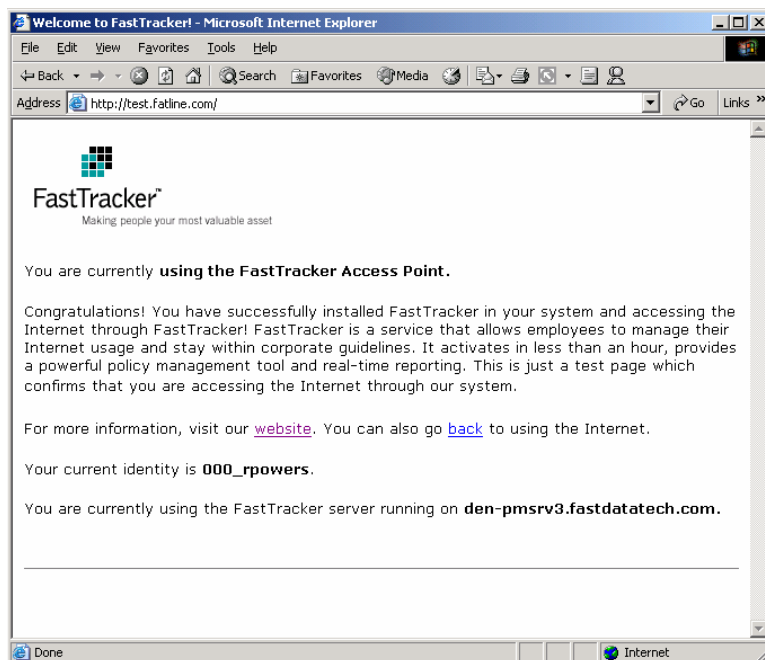 Welcome to FastTracker! - Microsoft Internet Explorer
File Edit View Favorites Tools Help
Back Search Favorites Media
Address http://test.fatline.com/ Go Links »
FastTracker™
Making people your most valuable asset
You are currently using the FastTracker Access Point.
Congratulations! You have successfully installed FastTracker in your system and accessing the
Internet through FastTracker! FastTracker is a service that allows employees to manage their
Internet usage and stay within corporate guidelines. It activates in less than an hour, provides
a powerful policy management tool and real-time reporting. This is just a test page which
confirms that you are accessing the Internet through our system.
For more information, visit our website. You can also go back to using the Internet.
Your current identity is 000_rpowers.
You are currently using the FastTracker server running on den-pmsrv3.fastdatatech.com.
Done Internet